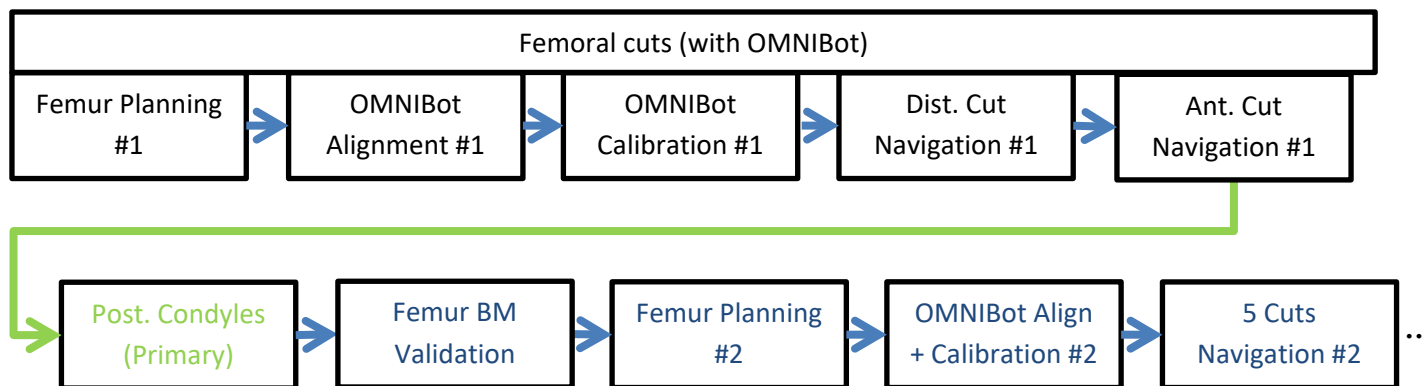 Femoral cuts (with OMNIBot)
Femur Planning
#1
OMNIBot
Alignment #1
OMNIBot
Calibration #1
Dist. Cut
Navigation #1
Ant. Cut
Navigation #1
Post. Condyles
(Primary)
Femur BM
Validation
Femur Planning
#2
OMNIBot Align
+ Calibration #2
5 Cuts
Navigation #2
..